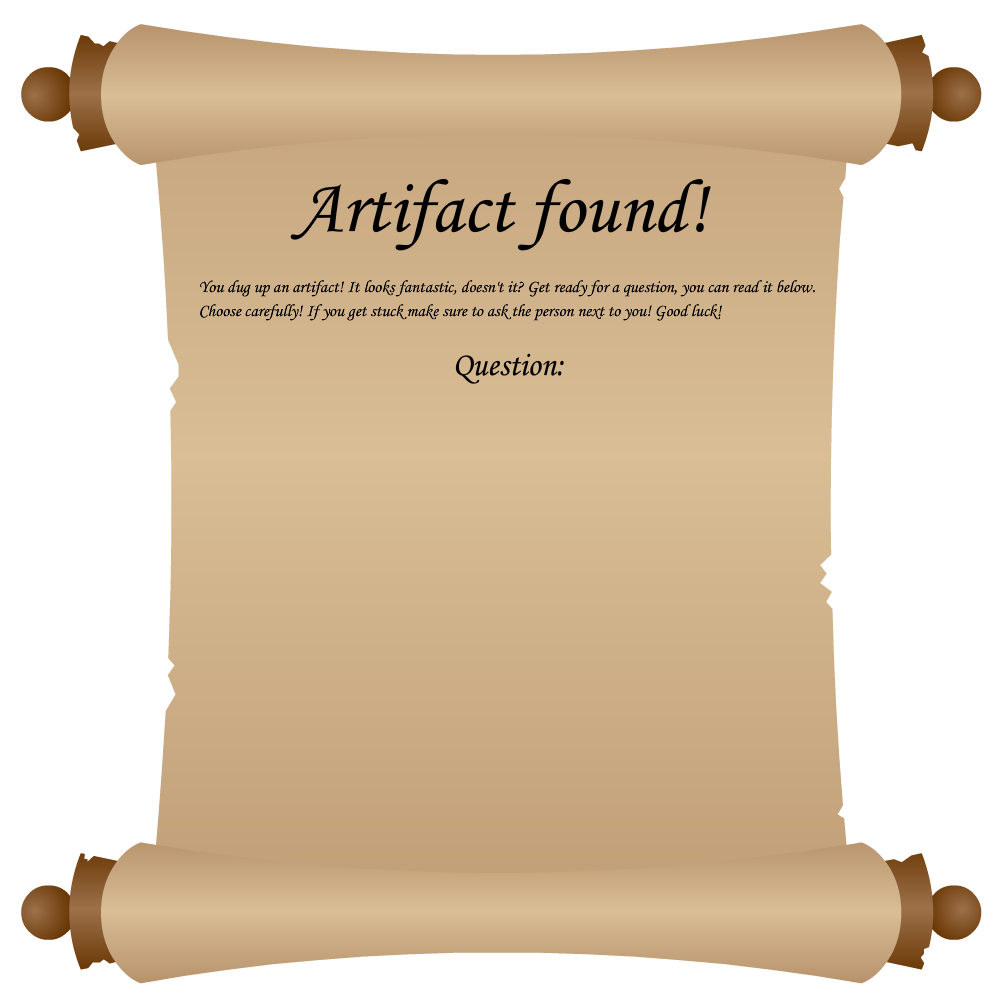 Artifact found!
You dug up an artifact! It looks fantastic, doesn't it? Get ready for a question, you can read it below.
Choose carefully! If you get stuck make sure to ask the person next to you! Good luck!
Question: